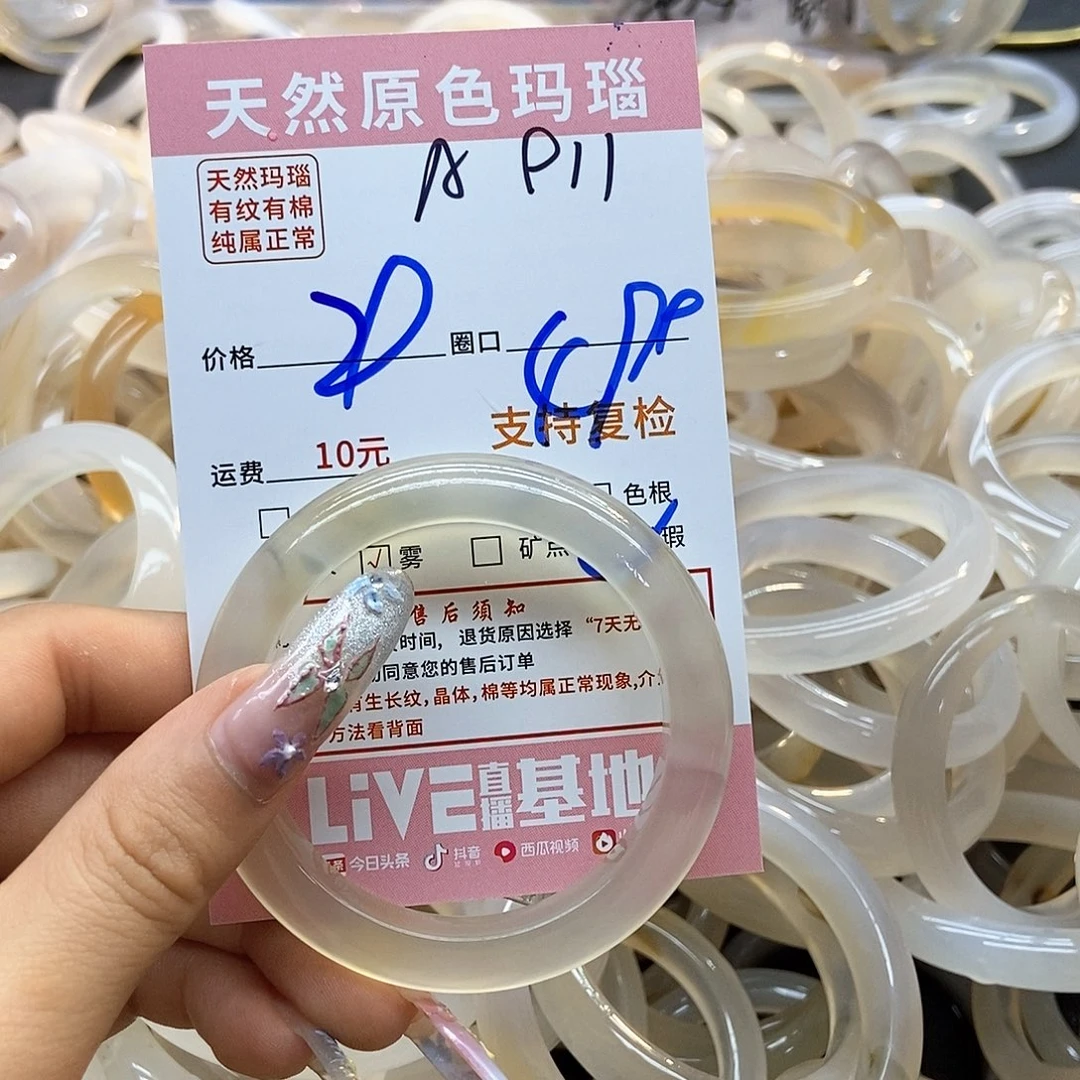 天然原色玛瑙
A P11
天然玛瑙
有纹有棉
纯属正常
价格
圈口
支持复检
运费 10元
色根
√ 雾
矿点
瑕
售后须知
时间，退货原因选择 “7天无
同意您的售后订单
生长纹,晶体,棉等均属正常现象,介
方法看背面
LiVE直播基地
今日头条 抖音 西瓜视频